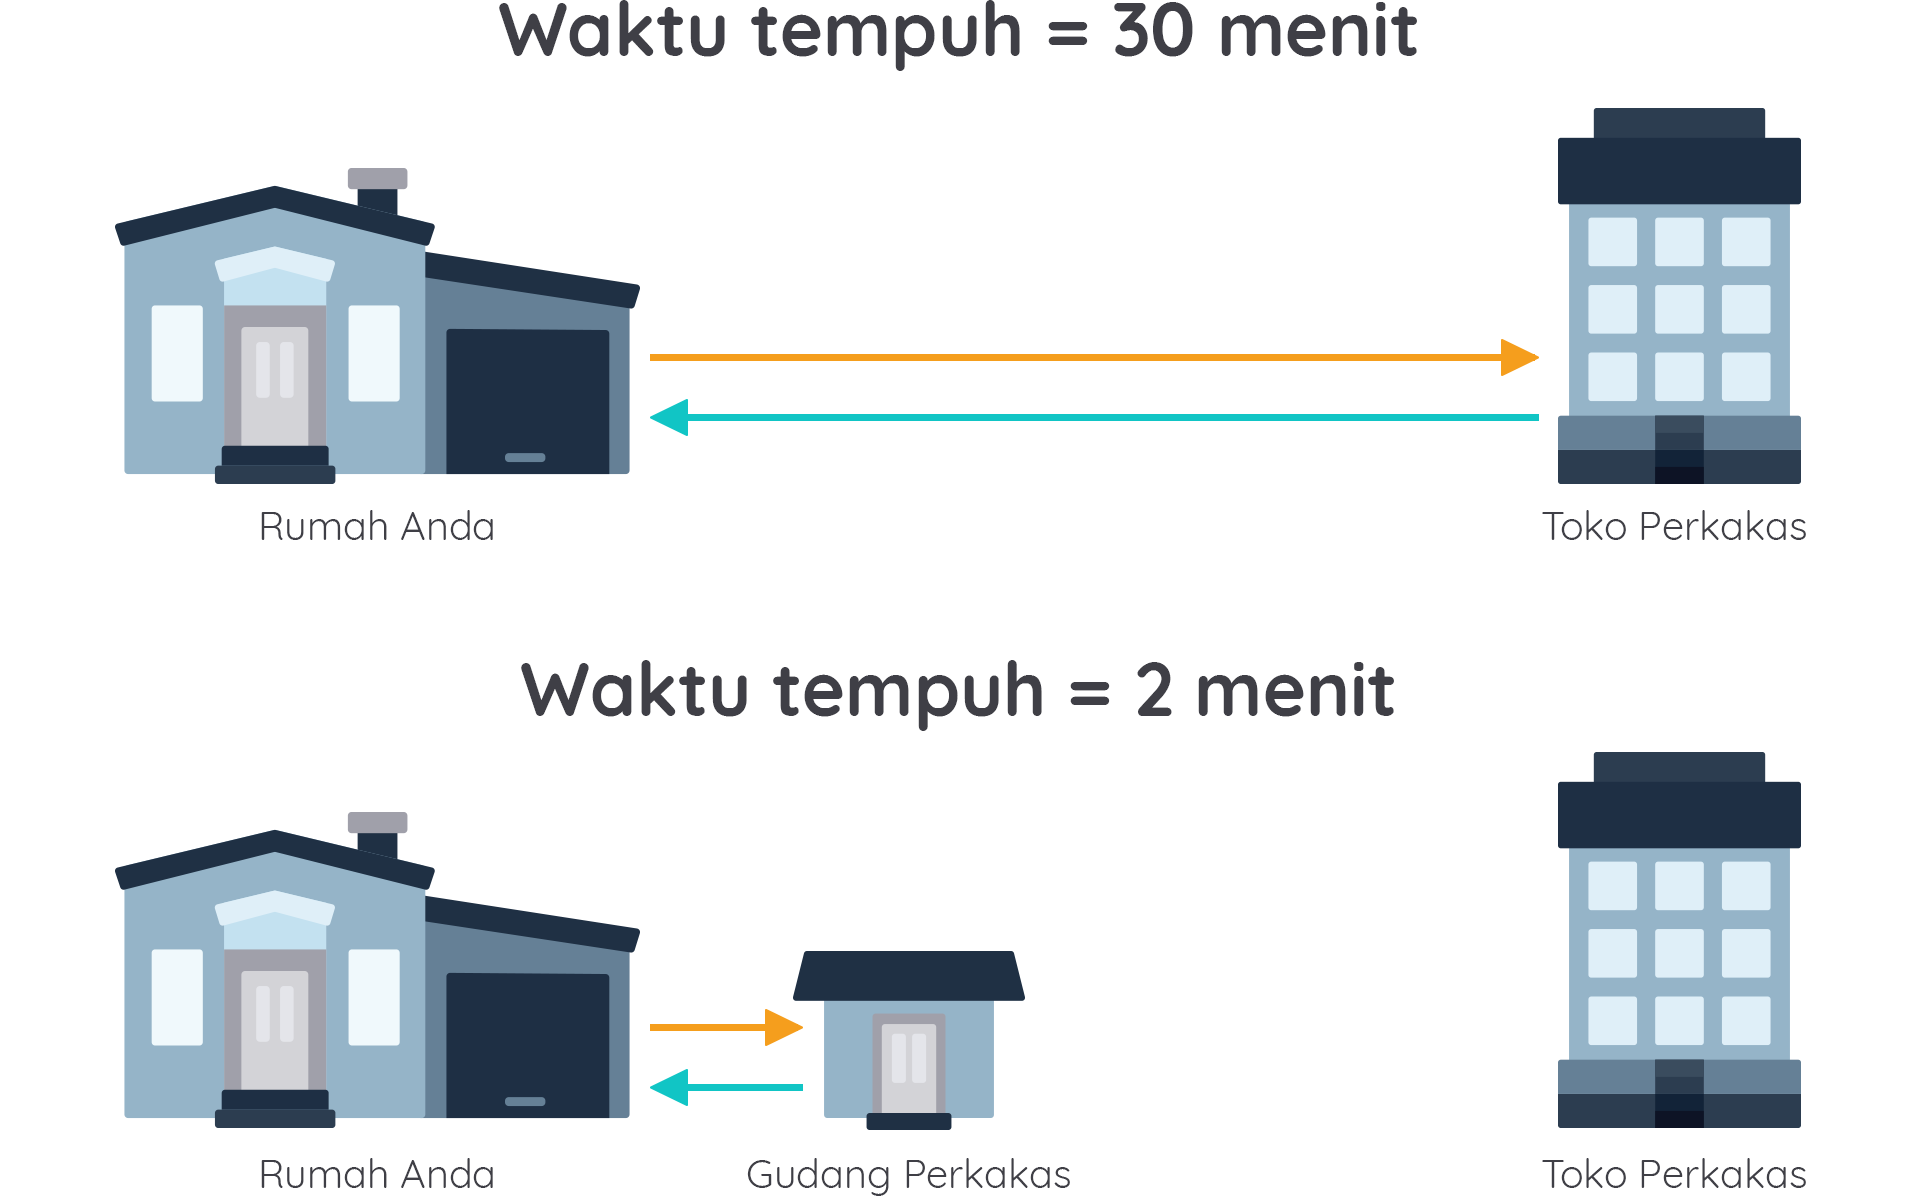 Waktu tempuh = 30 menit
Rumah Anda
Toko Perkakas
Waktu tempuh = 2 menit
Rumah Anda
Gudang Perkakas
Toko Perkakas